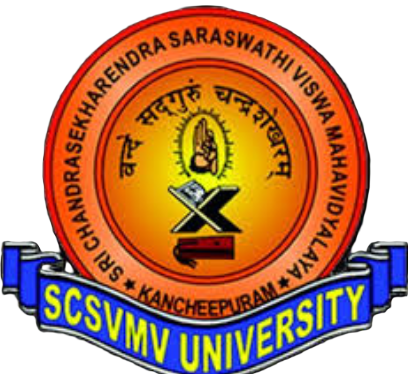 SRI CHANDRASEKHARENDRA SARASWATHI VISWA MAHAVIDYALAYA
वन्दे सद्गुरुं चन्द्रशेखरम्
★ KANCHEEPURAM ★
SCSVMV UNIVERSITY